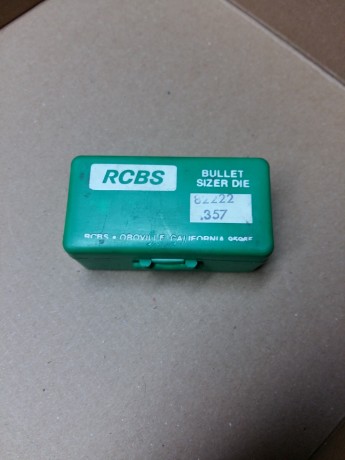 RCBS
BULLET
SIZER DIE
82222
.357
RCBS • OROVILLE, CALIFORNIA 95965